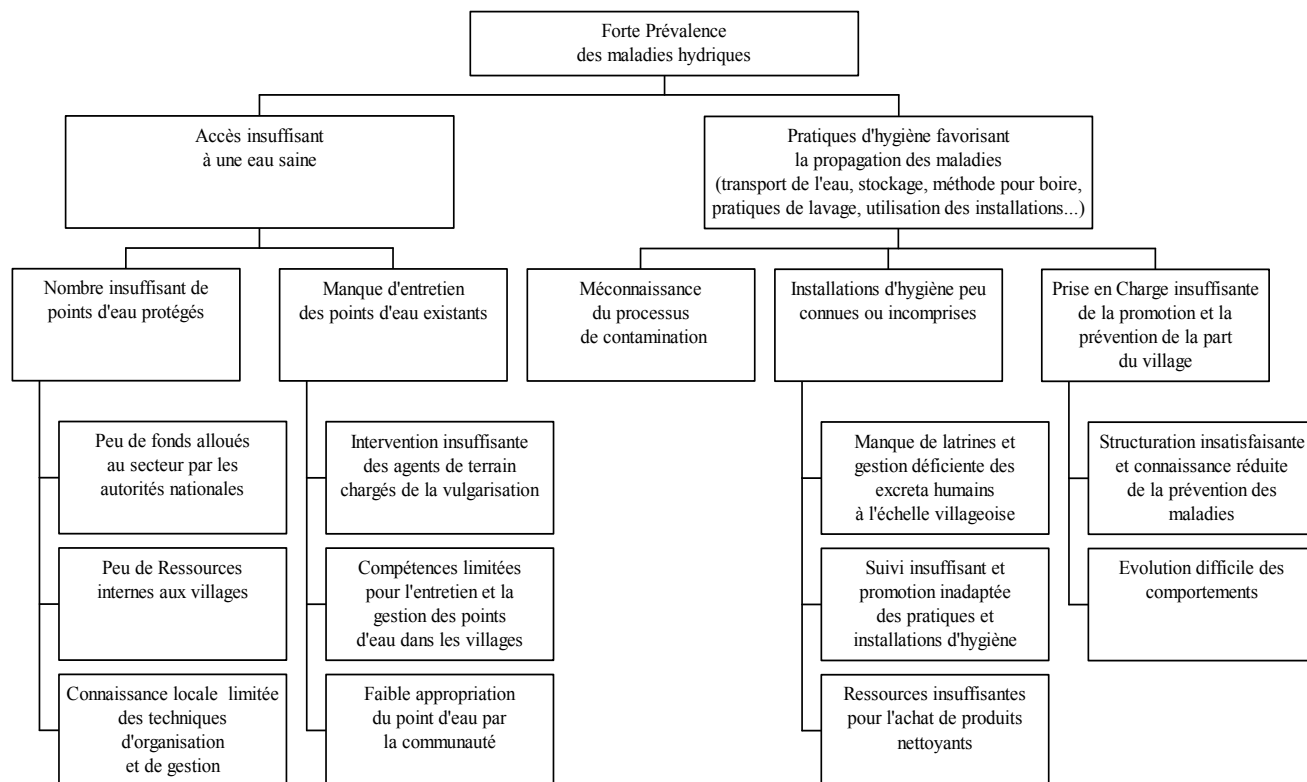 Forte Prévalence
des maladies hydriques
Accès insuffisant
à une eau saine
Pratiques d'hygiène favorisant
la propagation des maladies
(transport de l'eau, stockage, méthode pour boire,
pratiques de lavage, utilisation des installations...)
Nombre insuffisant de
points d'eau protégés
Manque d'entretien
des points d'eau existants
Méconnaissance
du processus
de contamination
Installations d'hygiène peu
connues ou incomprises
Prise en Charge insuffisante
de la promotion et la
prévention de la part
du village
Peu de fonds alloués
au secteur par les
autorités nationales
Peu de Ressources
internes aux villages
Connaissance locale limitée
des techniques
d'organisation
et de gestion
Intervention insuffisante
des agents de terrain
chargés de la vulgarisation
Compétences limitées
pour l'entretien et la
gestion des points
d'eau dans les villages
Faible appropriation
du point d'eau par
la communauté
Manque de latrines et
gestion déficiente des
excreta humains
à l'échelle villageoise
Suivi insuffisant et
promotion inadaptée
des pratiques et
installations d'hygiène
Ressources insuffisantes
pour l'achat de produits
nettoyants
Structuration insatisfaisante
et connaissance réduite
de la prévention des
maladies
Evolution difficile des
comportements